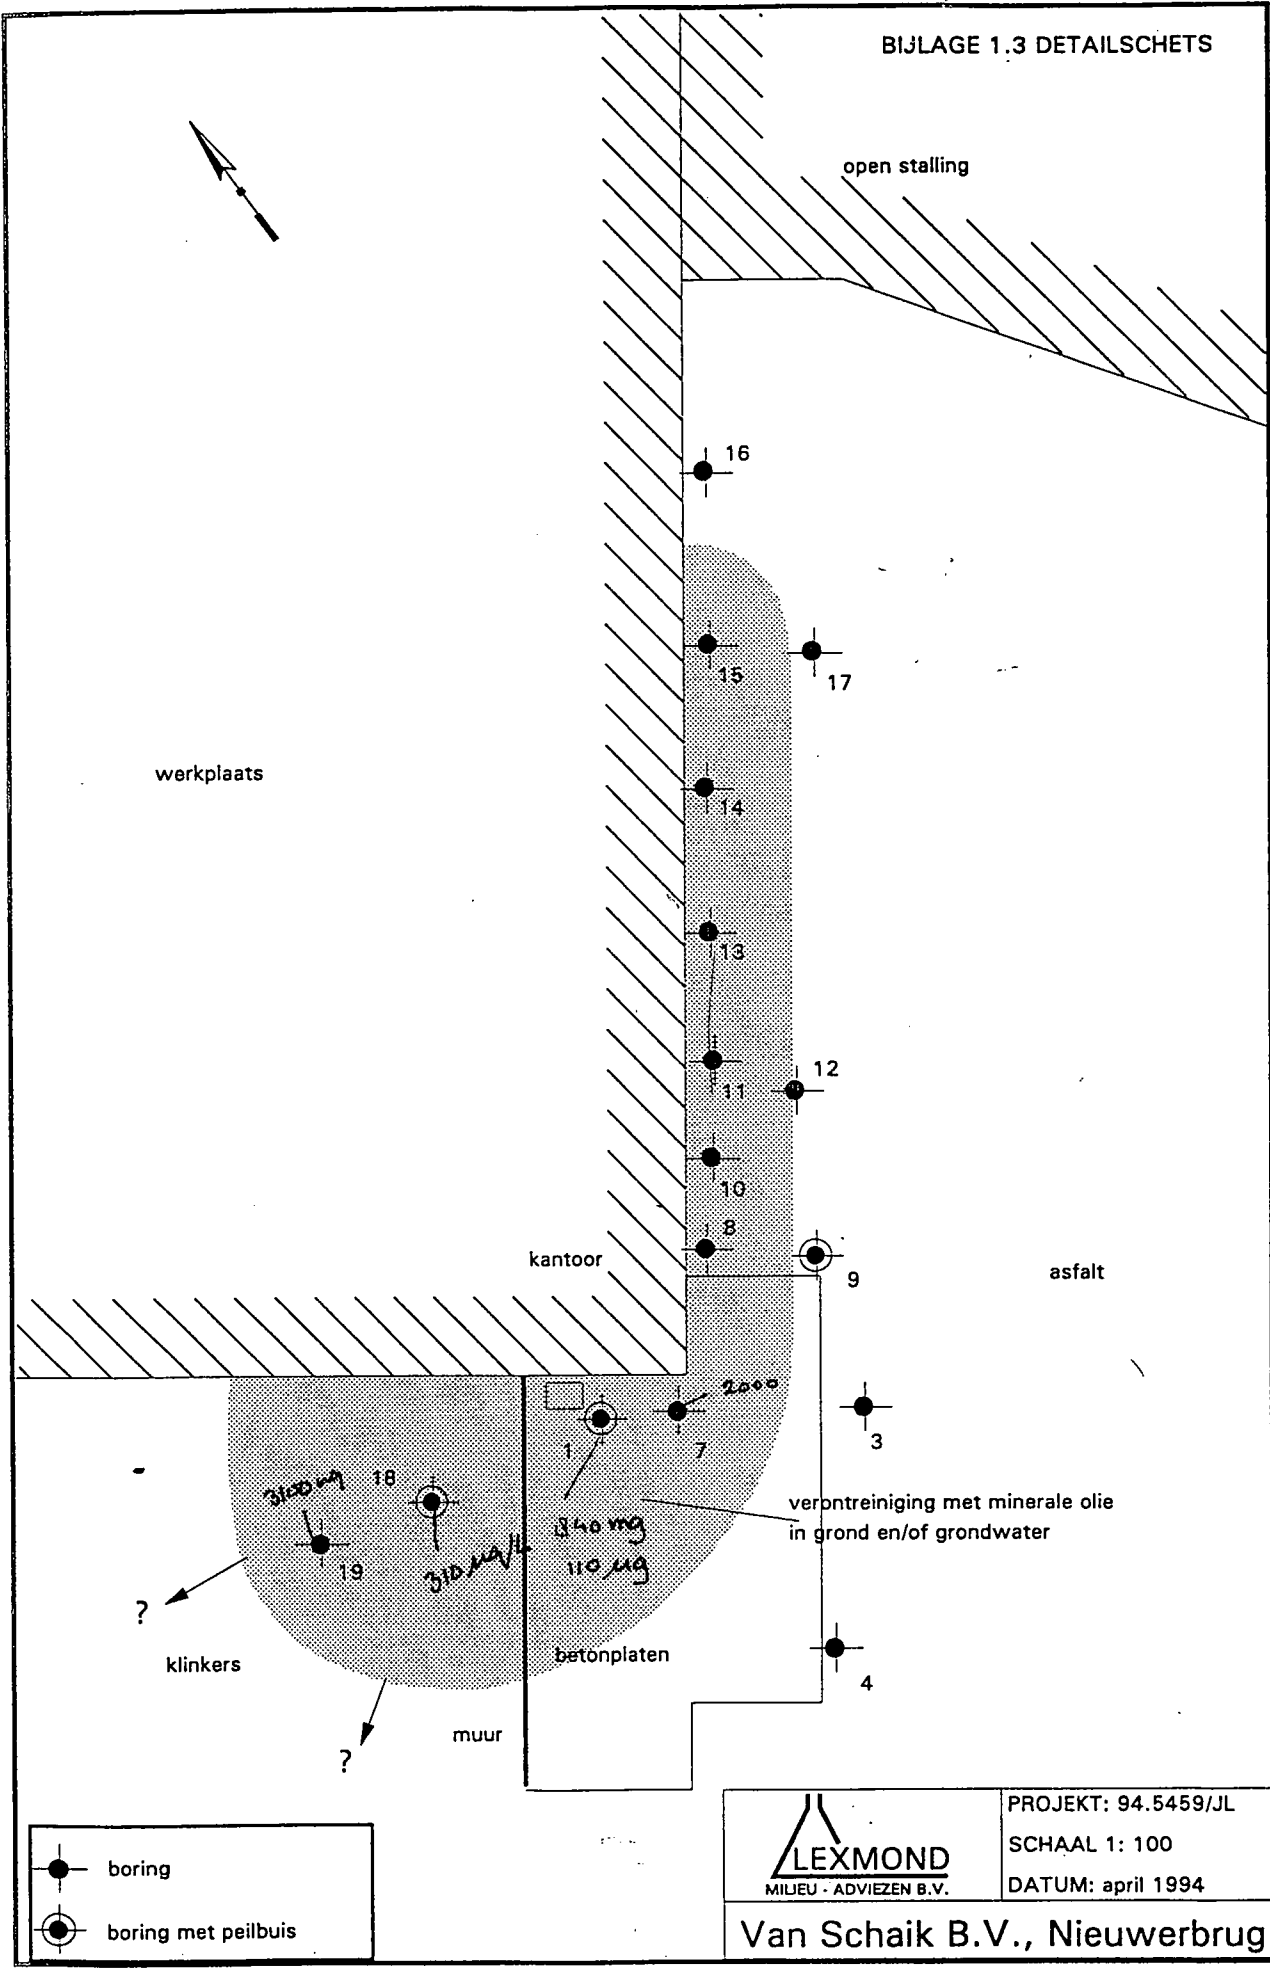 BIJLAGE 1.3 DETAILSCHETS
open stalling
16
15
17
werkplaats
14
13
12
11
10
8
kantoor
9
asfalt
2000
1
7
3
3100 mg
18
verontreiniging met minerale olie
in grond en/of grondwater
19
310 µg/L
110 µg
?
klinkers
betonplaten
4
muur
?
boring
boring met peilbuis
LEXMOND
MILIEU - ADVIEZEN B.V.
PROJEKT: 94.5459/JL
SCHAAL 1: 100
DATUM: april 1994
Van Schaik B.V., Nieuwerbrug